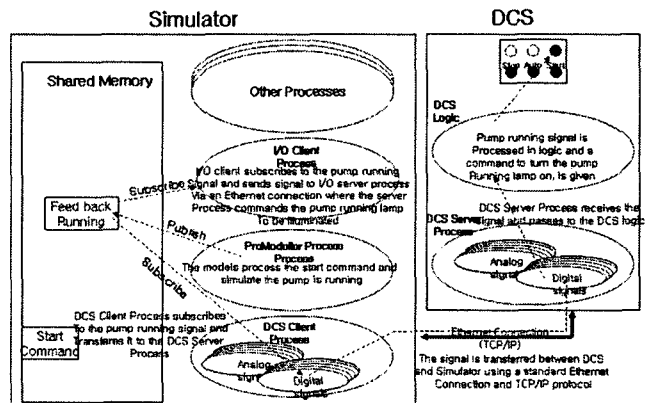 Simulator
DCS
Shared Memory
Other Processes
Stop Auto Start
DCS
Logic
Pump running signal is
Processed in logic and a
command to turn the pump
Running lamp on, is given
I/O Client
Process
I/O client subscribes to the pump running
Signal and sends signal to I/O server process
Via an Ethernet connection where the server
Process commands the pump running lamp
To be illuminated
Subscribe
Feed back
Running
Publish
DCS Server
Process
DCS Server Process receives the
signal and passes to the DCS logic
Process
The models process the start command and
simulate the pump is running
Analog
signal
Digital
signals
Subscribe
DCS Client Process subscribes
To the pump running signal and
Transfers it to the DCS Server
Process
Start
Command
DCS Client
Process
Analog
signal
Digital
signals
Ethernet Connection
(TCP/IP)
The signal is transferred between DCS
and Simulator using a standard Ethernet
Connection and TCP/IP protocol